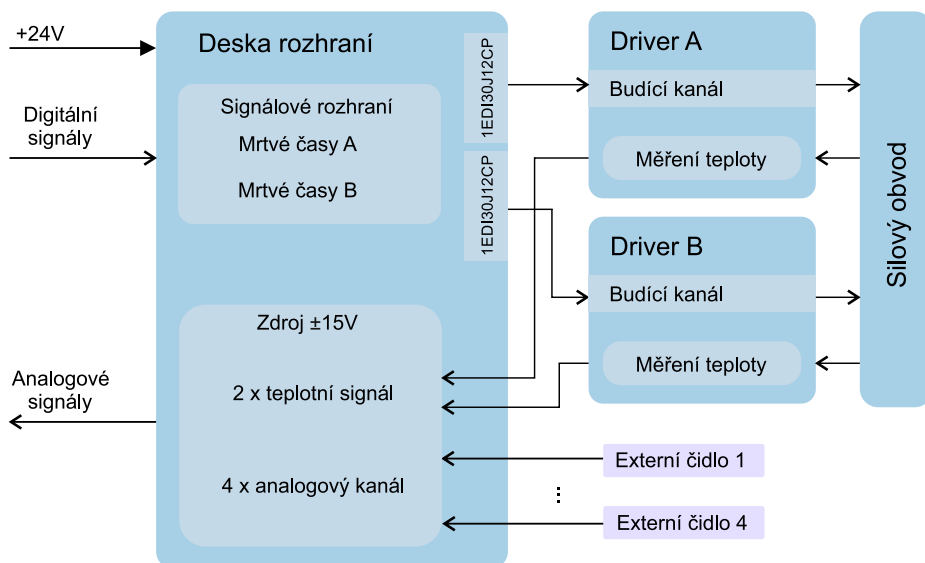 +24V
Digitální
signály
Analogové
signály
Deska rozhraní
Signálové rozhraní
Mrtvé časy A
Mrtvé časy B
1EDI30J12CP
1EDI30J12CP
Zdroj ±15V
2 x teplotní signál
4 x analogový kanál
Driver A
Budící kanál
Měření teploty
Driver B
Budící kanál
Měření teploty
Externí čidlo 1
...
Externí čidlo 4
Silový obvod